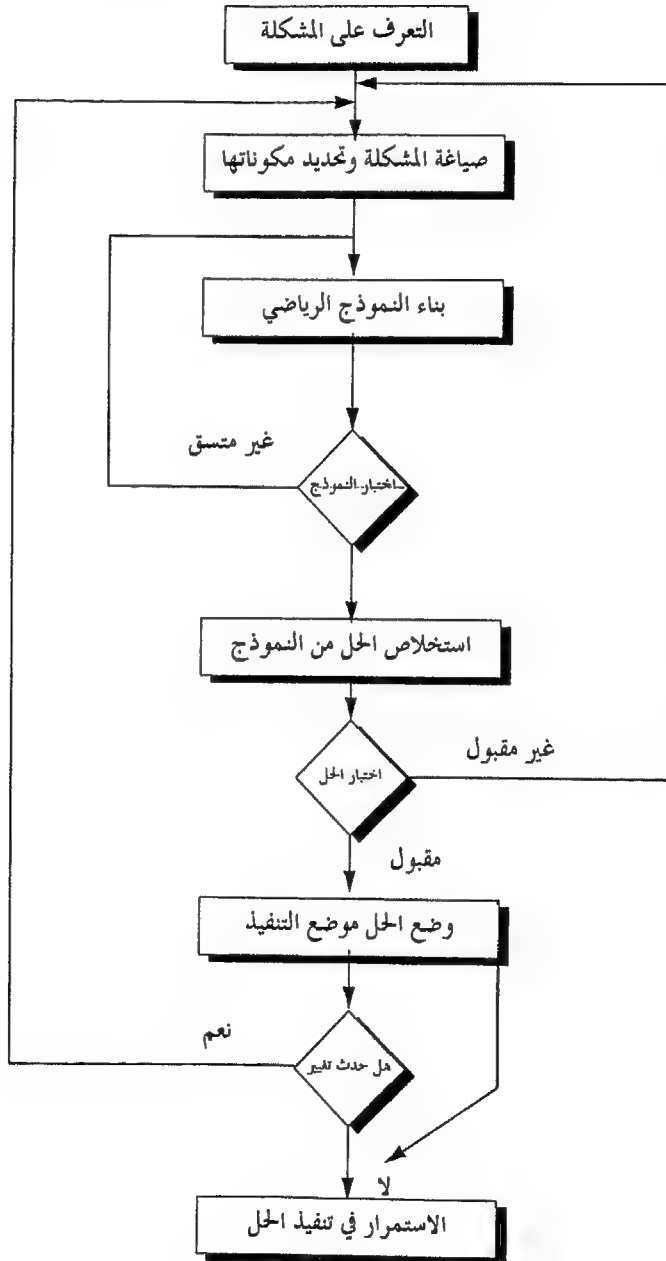 التعرف على المشكلة
صياغة المشكلة وتحديد مكوناتها
بناء النموذج الرياضي
غير متسق
اختبار النموذج
استخلاص الحل من النموذج
غير مقبول
اختبار الحل
مقبول
وضع الحل موضع التنفيذ
نعم
هل حدث تغيير
لا
الاستمرار في تنفيذ الحل